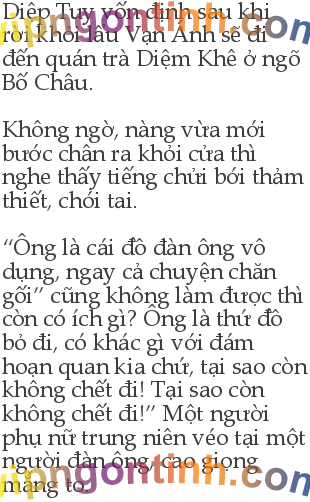 Diệp Tuy vốn định sau khi
rời khỏi lầu Vạn Ảnh sẽ đi
đến quán trà Diệm Khê ở ngõ
Bố Châu.
Không ngờ, nàng vừa mới
bước chân ra khỏi cửa thì
nghe thấy tiếng chửi bới thảm
thiết, chói tai.
“Ông là cái đồ đàn ông vô
dụng, ngay cả chuyện chăn
gối” cũng không làm được thì
còn có ích gì? Ông là thứ đồ
bỏ đi, có khác gì với đám
hoạn quan kia chứ, tại sao còn
không chết đi! Tại sao còn
không chết đi!” Một người
phụ nữ trung niên véo tai một
người đàn ông, cao giọng
mắng to.
vipngontinh.com
vipngontinh.com